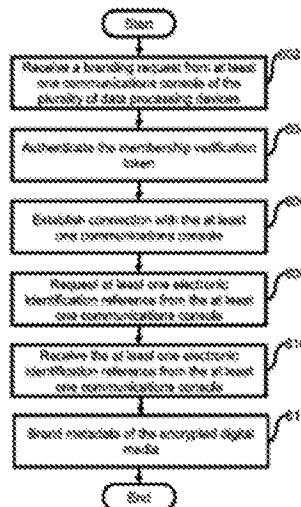 Start
Receive a branding request from at least
one communications console of the
plurality of data processing devices
Authenticate the membership verification
token
Establish connection with the at least
one communications console
Request at least one electronic
identification reference from the at least
one communications console
Receive the at least one electronic
identification reference from the at least
one communications console
Brand metadata of the encrypted digital
media
End